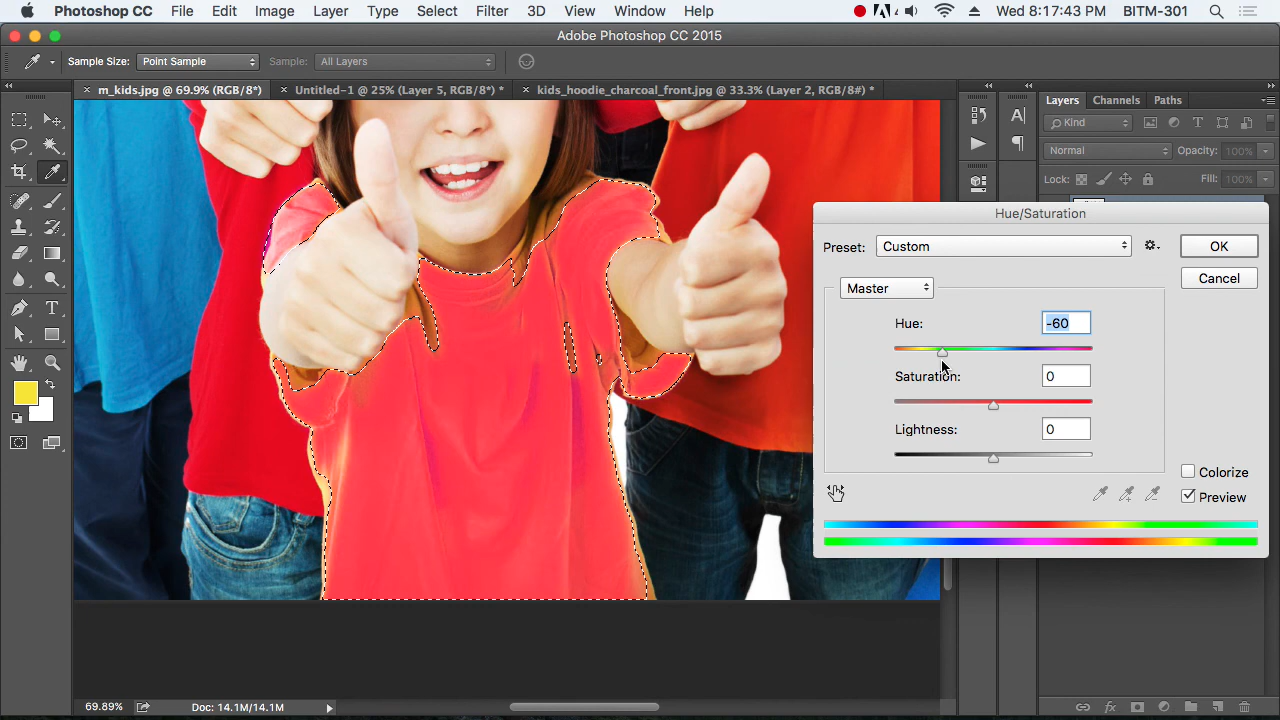 Photoshop CC File Edit Image Layer Type Select Filter 3D View Window Help Wed 8:17:43 PM BITM-301
Adobe Photoshop CC 2015
Sample Size: Point Sample Sample: All Layers
× m_kids.jpg @ 69.9% (RGB/8*) × Untitled-1 @ 25% (Layer 5, RGB/8*) * × kids_hoodie_charcoal_front.jpg @ 33.3% (Layer 2, RGB/8#) *
Layers Channels Paths
Kind
Normal Opacity: 100%
Lock: Fill: 100%
Hue/Saturation
Preset: Custom OK
Cancel
Master
Hue: -60
Saturation: 0
Lightness: 0
Colorize
Preview
69.89% Doc: 14.1M/14.1M